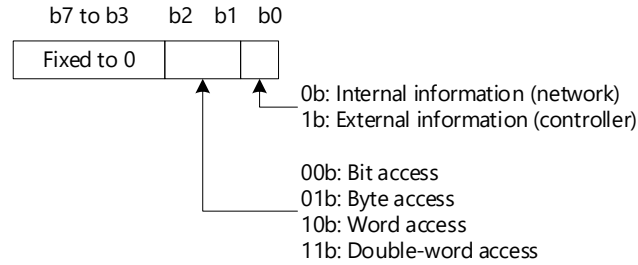 b7 to b3 b2 b1 b0
Fixed to 0
0b: Internal information (network)
1b: External information (controller)
00b: Bit access
01b: Byte access
10b: Word access
11b: Double-word access